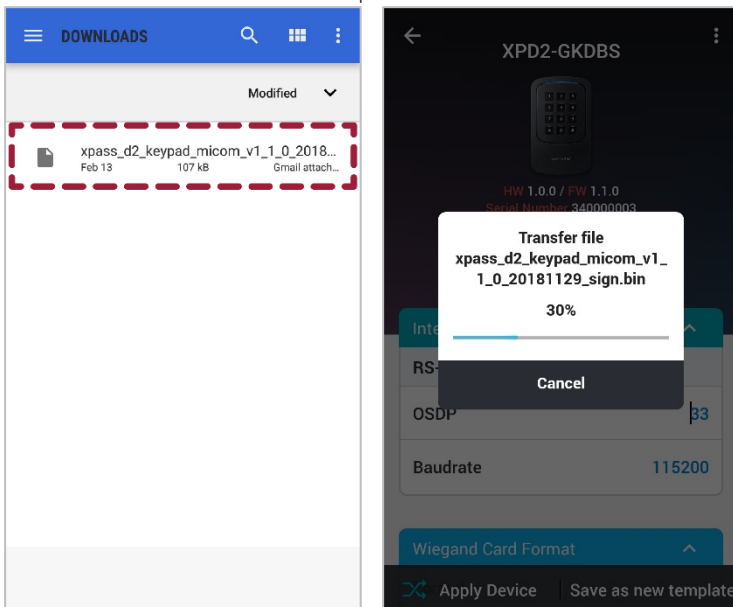 DOWNLOADS
Modified
xpass_d2_keypad_micom_v1_1_0_2018...
Feb 13 107 kB Gmail attach...
XPD2-GKDBS
HW 1.0.0 / FW 1.1.0
Serial Number 340000003
Transfer file
xpass_d2_keypad_micom_v1_
1_0_20181129_sign.bin
30%
Cancel
Inte
RS-
OSDP 33
Baudrate 115200
Wiegand Card Format
Apply Device Save as new template